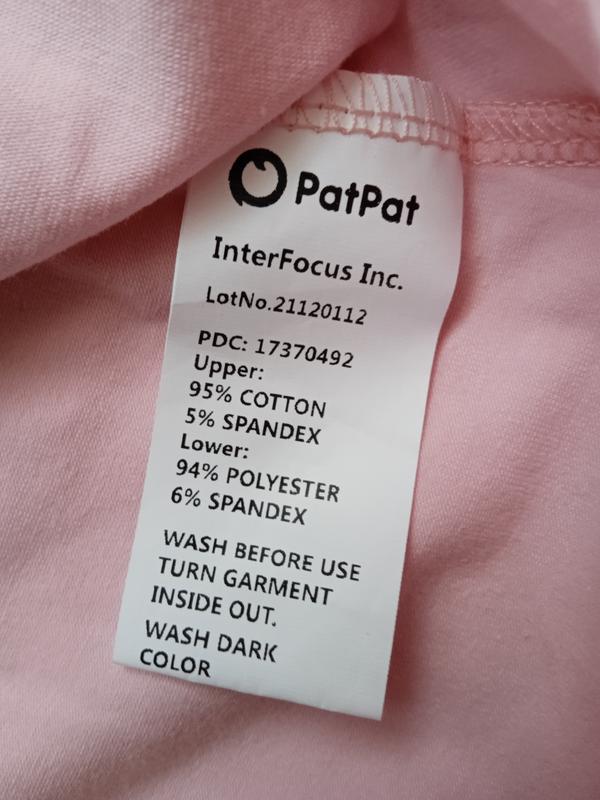 PatPat
InterFocus Inc.
LotNo.21120112
PDC: 17370492
Upper:
95% COTTON
5% SPANDEX
Lower:
94% POLYESTER
6% SPANDEX
WASH BEFORE USE
TURN GARMENT
INSIDE OUT.
WASH DARK
COLOR